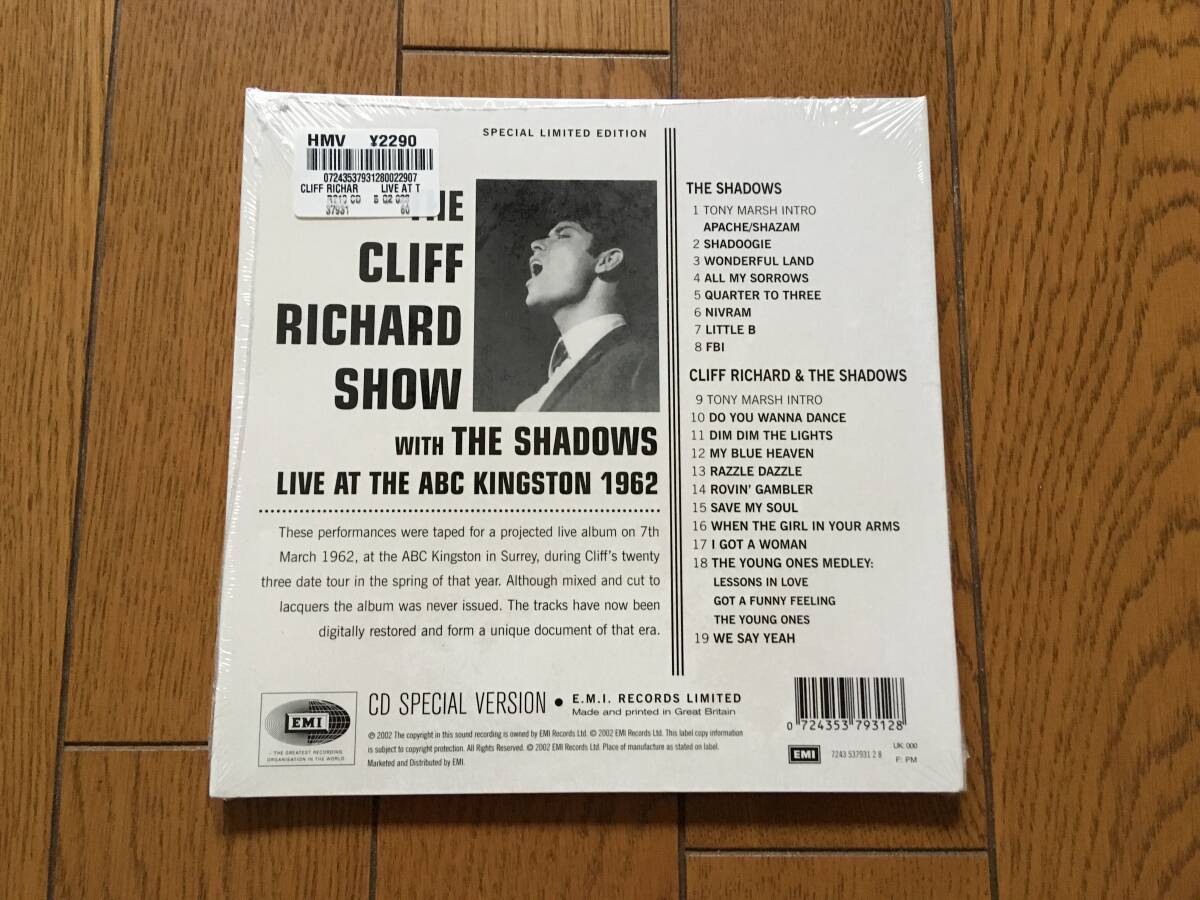 HMV ¥2290
07243537931280022907
CLIFF RICHAR LIVE AT T
CD
37931 60
SPECIAL LIMITED EDITION
CLIFF
RICHARD
SHOW
WITH THE SHADOWS
LIVE AT THE ABC KINGSTON 1962
These performances were taped for a projected live album on 7th
March 1962, at the ABC Kingston in Surrey, during Cliff's twenty
three date tour in the spring of that year. Although mixed and cut to
lacquers the album was never issued. The tracks have now been
digitally restored and form a unique document of that era.
THE SHADOWS
1 TONY MARSH INTRO
APACHE/SHAZAM
2 SHADOOGIE
3 WONDERFUL LAND
4 ALL MY SORROWS
5 QUARTER TO THREE
6 NIVRAM
7 LITTLE B
8 FBI
CLIFF RICHARD & THE SHADOWS
9 TONY MARSH INTRO
10 DO YOU WANNA DANCE
11 DIM DIM THE LIGHTS
12 MY BLUE HEAVEN
13 RAZZLE DAZZLE
14 ROVIN' GAMBLER
15 SAVE MY SOUL
16 WHEN THE GIRL IN YOUR ARMS
17 I GOT A WOMAN
18 THE YOUNG ONES MEDLEY:
LESSONS IN LOVE
GOT A FUNNY FEELING
THE YOUNG ONES
19 WE SAY YEAH
EMI
- THE GREATEST RECORDING
ORGANISATION IN THE WORLD
CD SPECIAL VERSION • E.M.I. RECORDS LIMITED
Made and printed in Great Britain
℗ 2002 The copyright in this sound recording is owned by EMI Records Ltd. © 2002 EMI Records Ltd. This label copy information
is subject to copyright protection. All Rights Reserved. © 2002 EMI Records Ltd. Place of manufacture as stated on label.
Marketed and Distributed by EMI.
0 724353 793128
EMI 7243 537931 2 8
UK: 000
F: PM